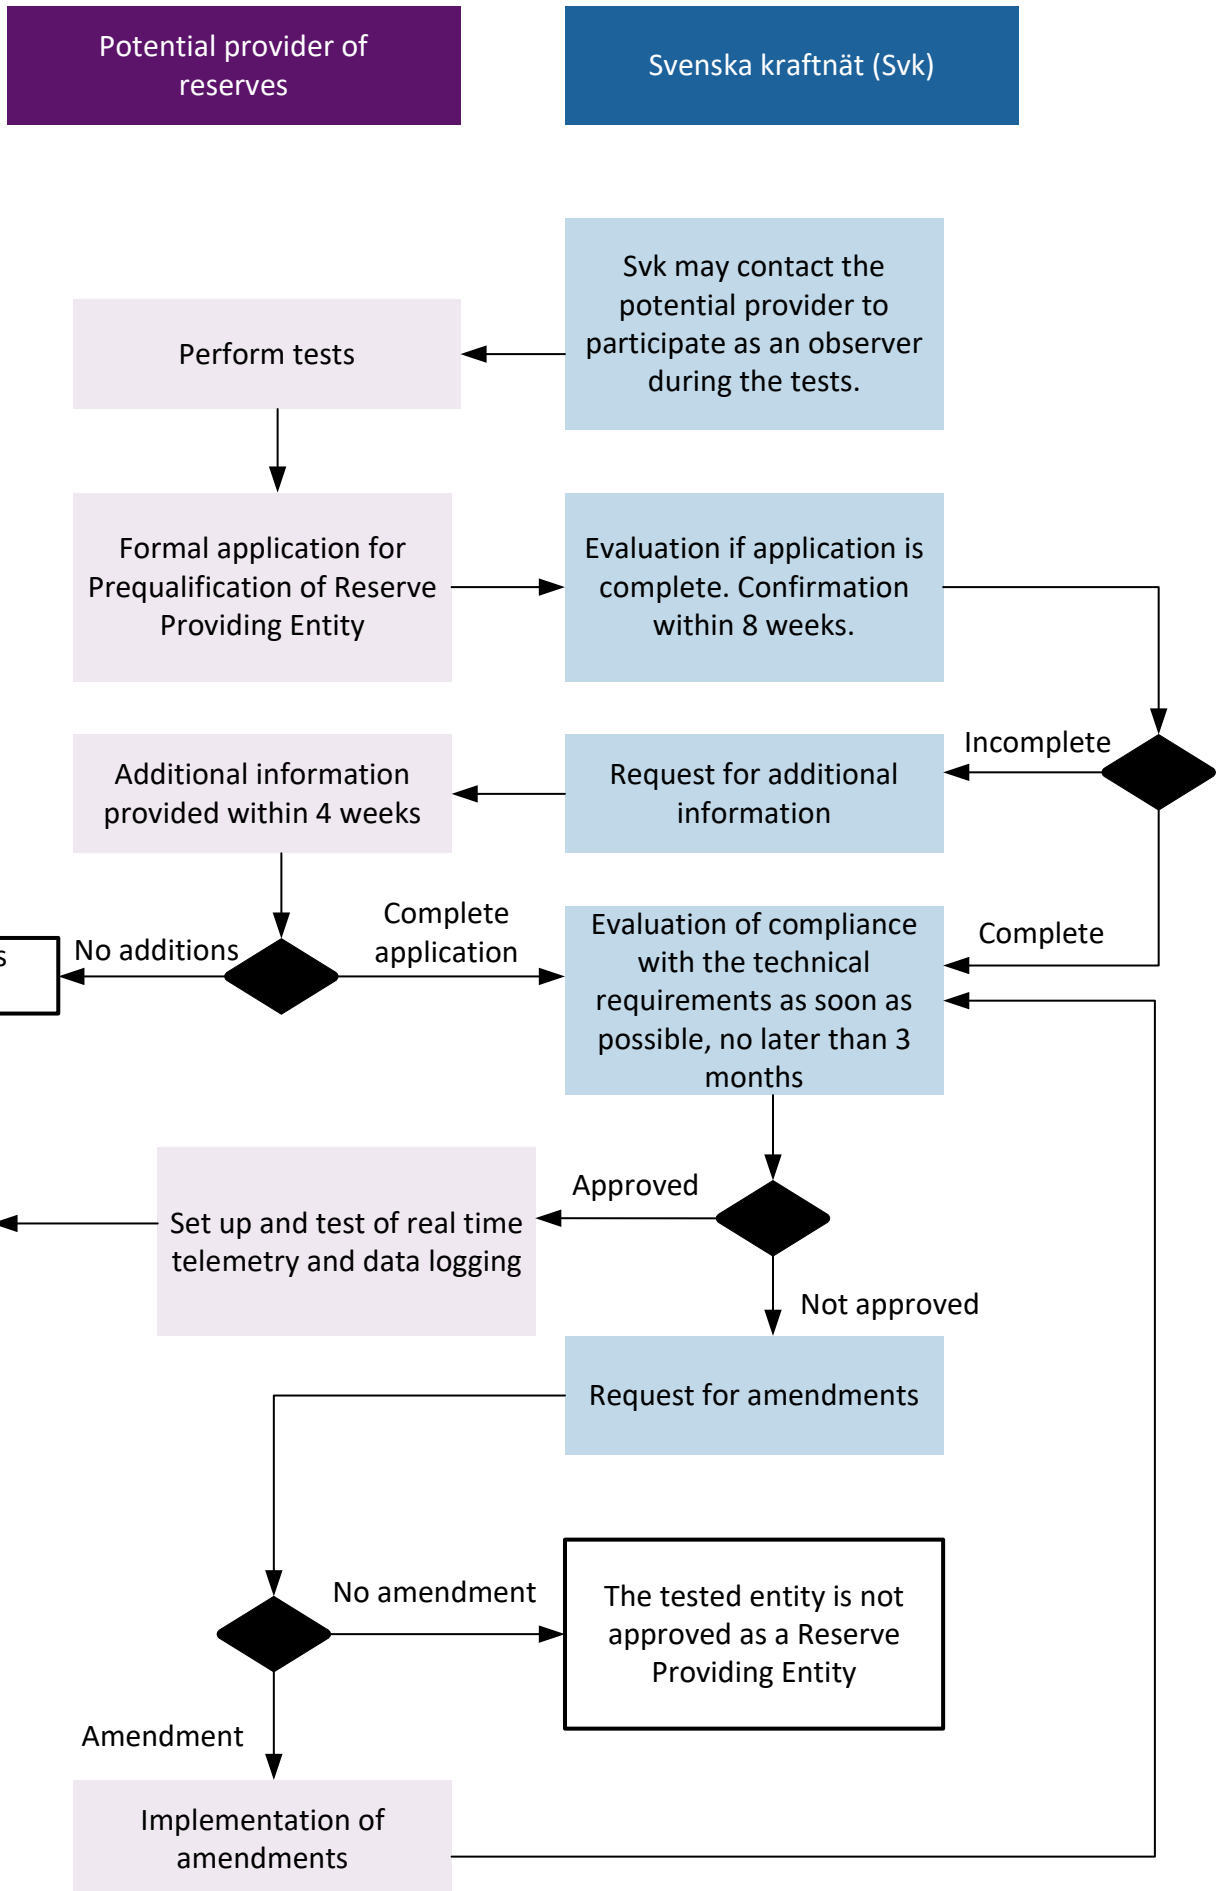 Potential provider of
reserves
Svenska kraftnät (Svk)
Svk may contact the
potential provider to
participate as an observer
during the tests.
Perform tests
Formal application for
Prequalification of Reserve
Providing Entity
Evaluation if application is
complete. Confirmation
within 8 weeks.
Incomplete
Request for additional
information
Additional information
provided within 4 weeks
No additions
Complete
application
Evaluation of compliance
with the technical
requirements as soon as
possible, no later than 3
months
Complete
Approved
Set up and test of real time
telemetry and data logging
Not approved
Request for amendments
No amendment
The tested entity is not
approved as a Reserve
Providing Entity
Amendment
Implementation of
amendments